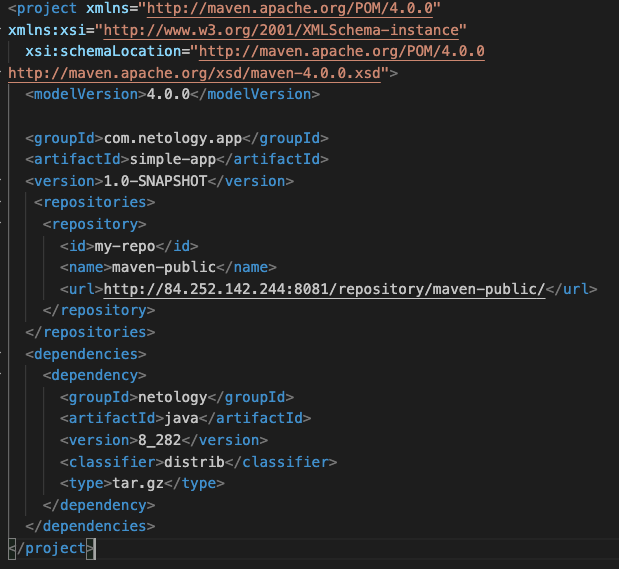 <project xmlns="http://maven.apache.org/POM/4.0.0"
xmlns:xsi="http://www.w3.org/2001/XMLSchema-instance"
xsi:schemaLocation="http://maven.apache.org/POM/4.0.0
http://maven.apache.org/xsd/maven-4.0.0.xsd">
<modelVersion>4.0.0</modelVersion>
<groupId>com.netology.app</groupId>
<artifactId>simple-app</artifactId>
<version>1.0-SNAPSHOT</version>
<repositories>
<repository>
<id>my-repo</id>
<name>maven-public</name>
<url>http://84.252.142.244:8081/repository/maven-public/</url>
</repository>
</repositories>
<dependencies>
<dependency>
<groupId>netology</groupId>
<artifactId>java</artifactId>
<version>8_282</version>
<classifier>distrib</classifier>
<type>tar.gz</type>
</dependency>
</dependencies>
</project>